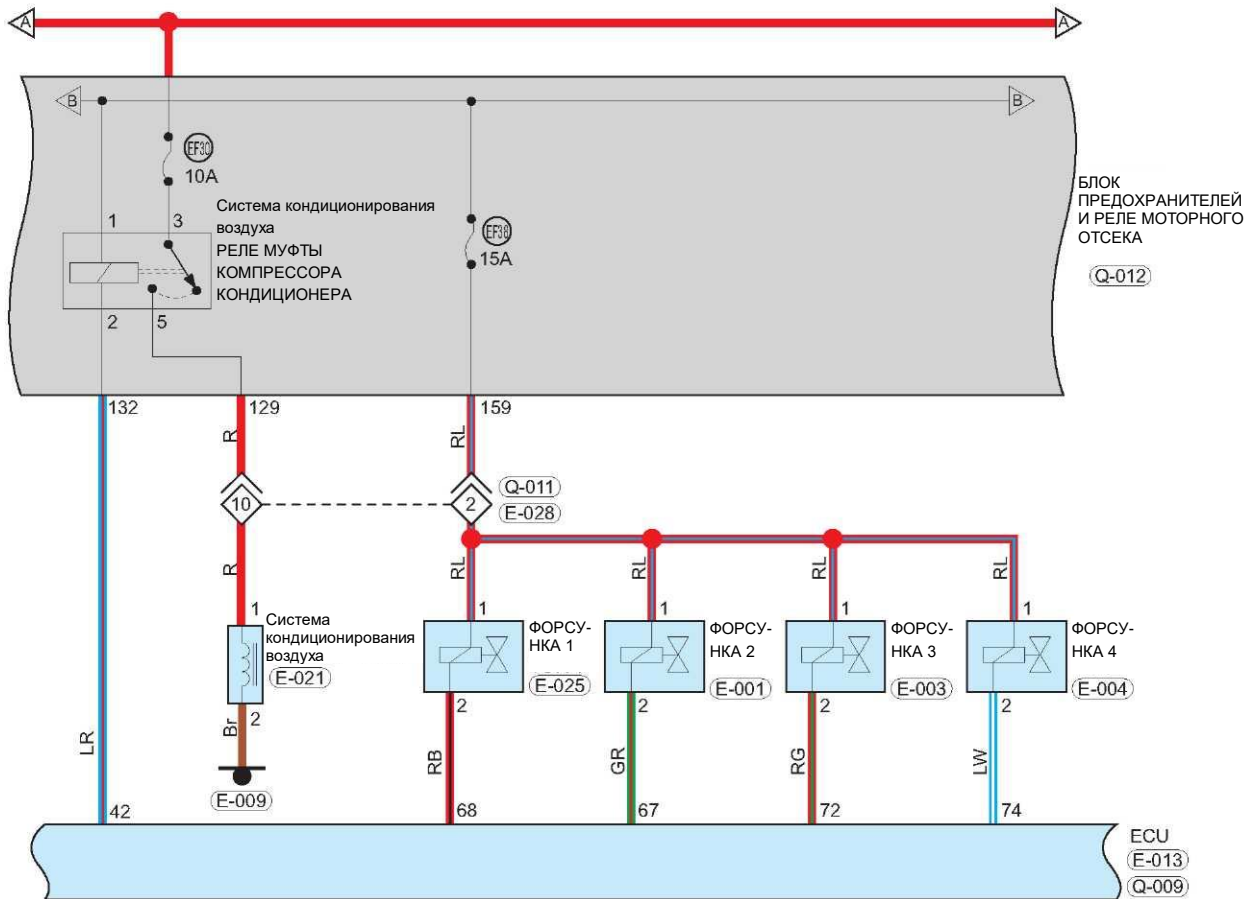 A
A
B
B
EF30
10A
EF38
15A
1
3
Система кондиционирования
воздуха
РЕЛЕ МУФТЫ
КОМПРЕССОРА
КОНДИЦИОНЕРА
2
5
БЛОК
ПРЕДОХРАНИТЕЛЕЙ
И РЕЛЕ МОТОРНОГО
ОТСЕКА
Q-012
132
129
159
R
RL
10
2
Q-011
E-028
R
RL
RL
RL
RL
1
Система
кондиционирования
воздуха
E-021
2
1
ФОРСУ-
НКА 1
E-025
2
1
ФОРСУ-
НКА 2
E-001
2
1
ФОРСУ-
НКА 3
E-003
2
1
ФОРСУ-
НКА 4
E-004
2
LR
Br
RB
GR
RG
LW
E-009
42
68
67
72
74
ECU
E-013
Q-009